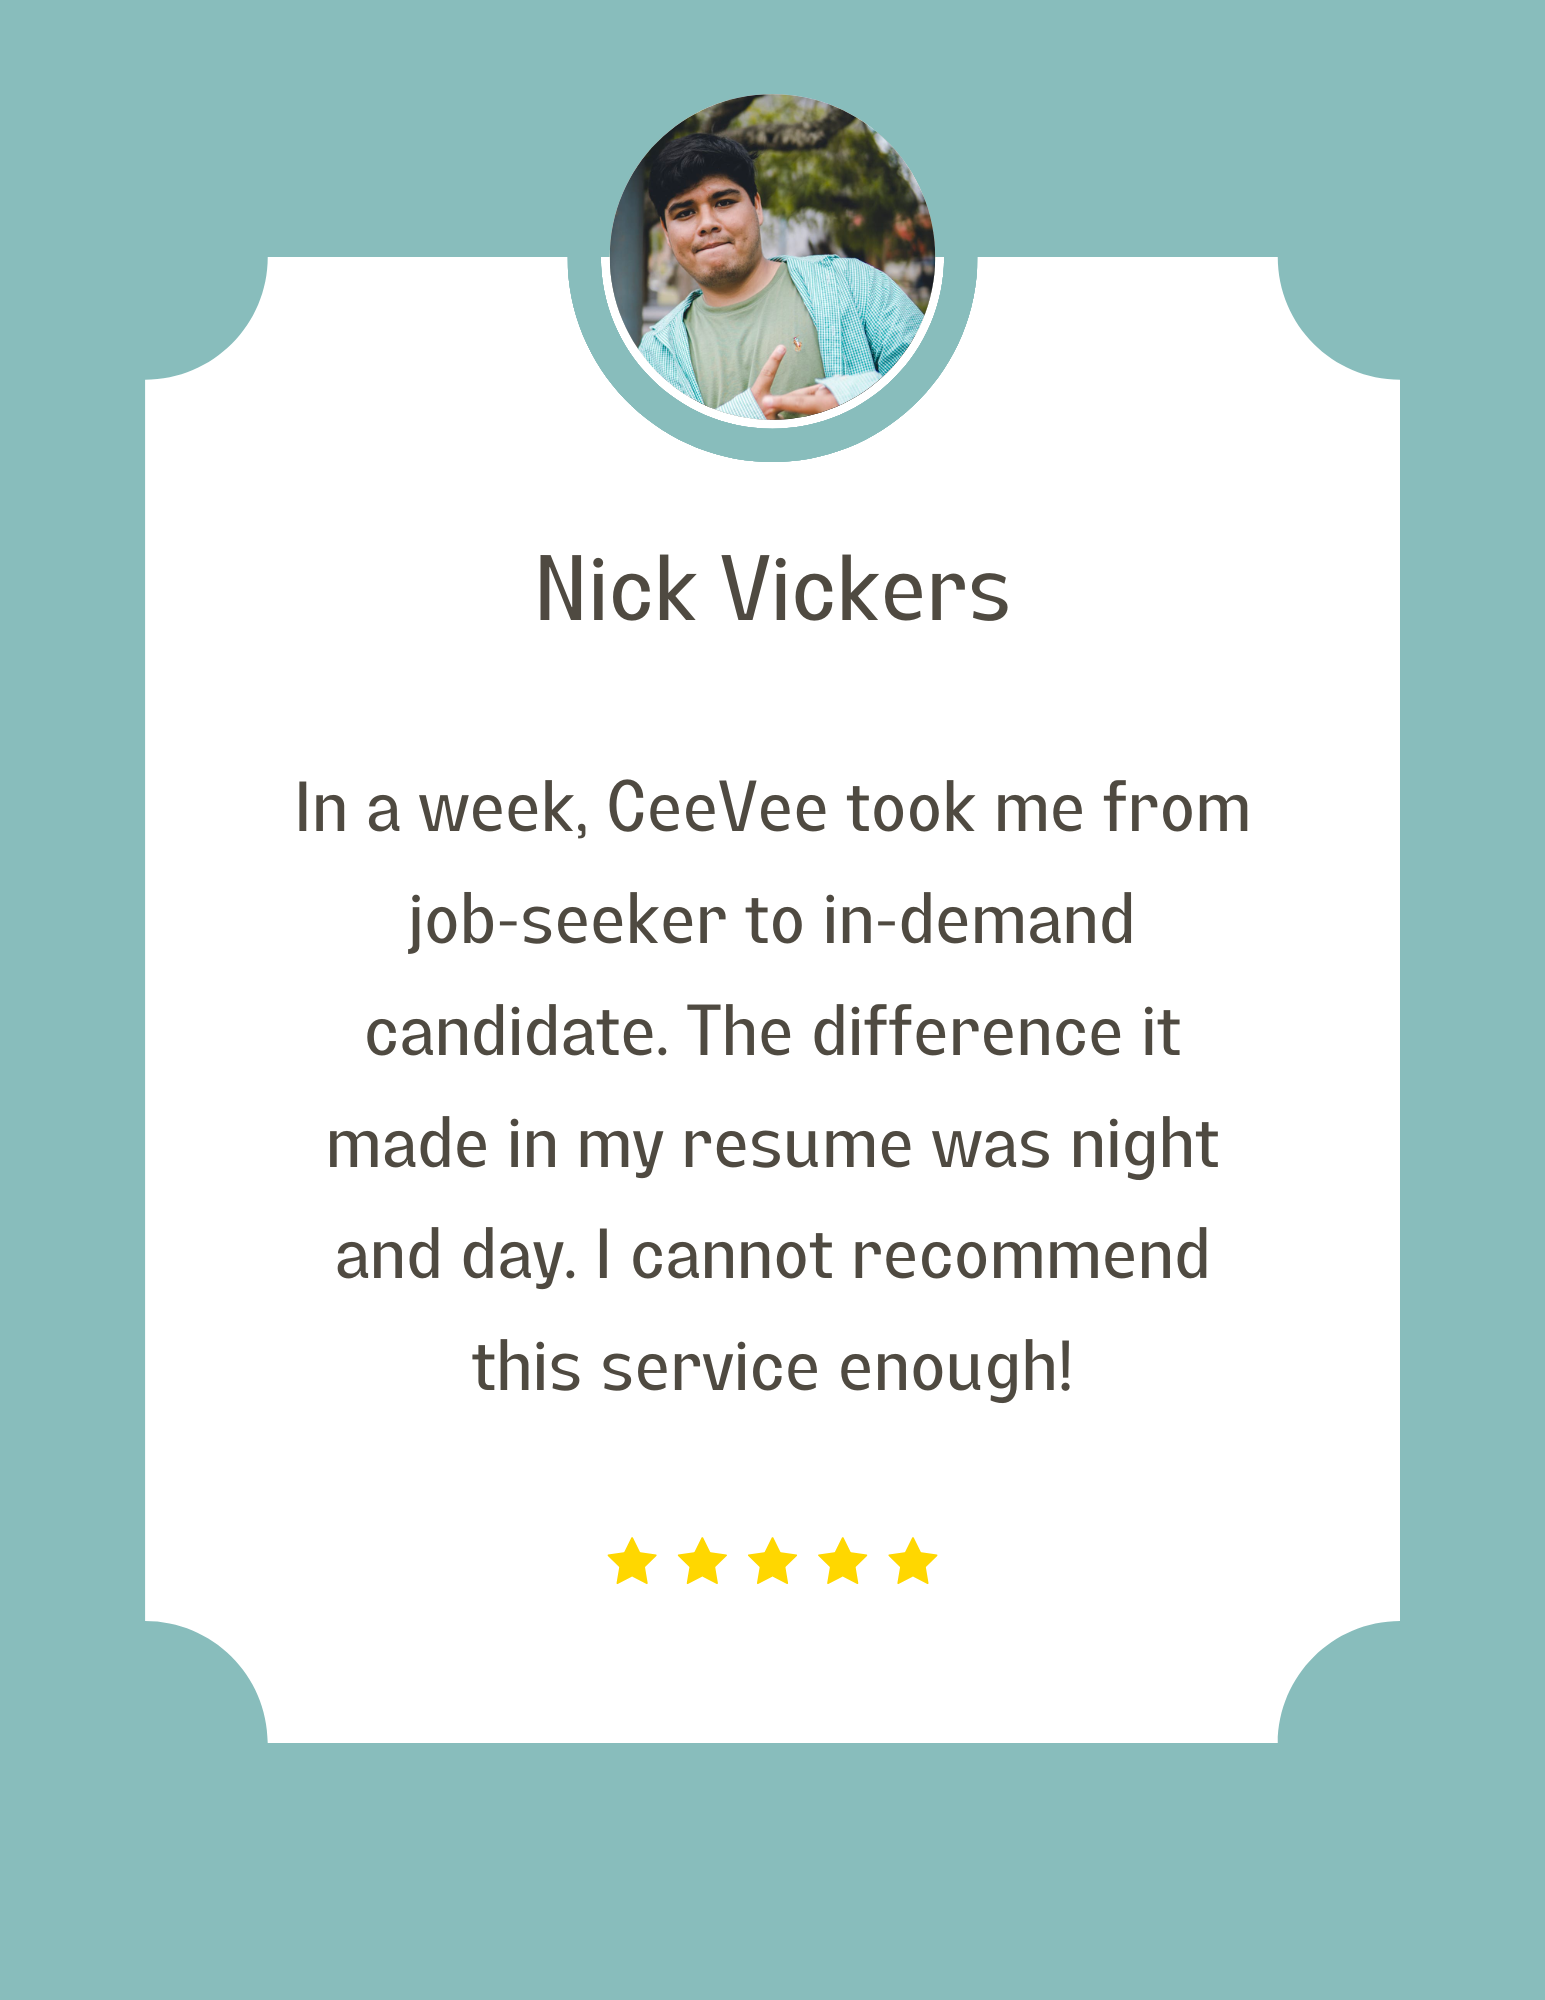 Nick Vickers
In a week, CeeVee took me from
job-seeker to in-demand
candidate. The difference it
made in my resume was night
and day. I cannot recommend
this service enough!